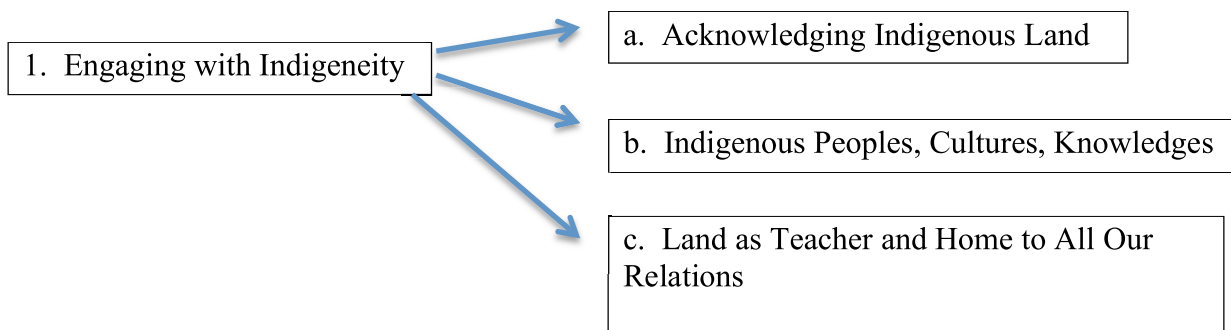 1. Engaging with Indigeneity
a. Acknowledging Indigenous Land
b. Indigenous Peoples, Cultures, Knowledges
c. Land as Teacher and Home to All Our
Relations